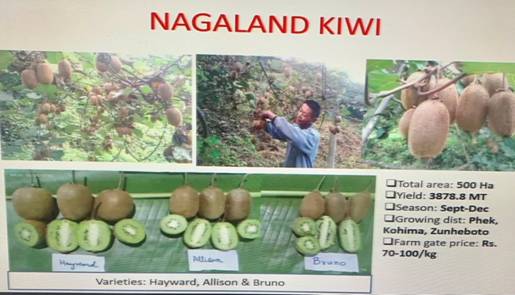 NAGALAND KIWI
❑Total area: 500 Ha
❑Yield: 3878.8 MT
❑Season: Sept-Dec
❑Growing dist: Phek,
Kohima, Zunheboto
❑Farm gate price: Rs.
70-100/kg
Hayward
Allison
Bruno
Varieties: Hayward, Allison & Bruno